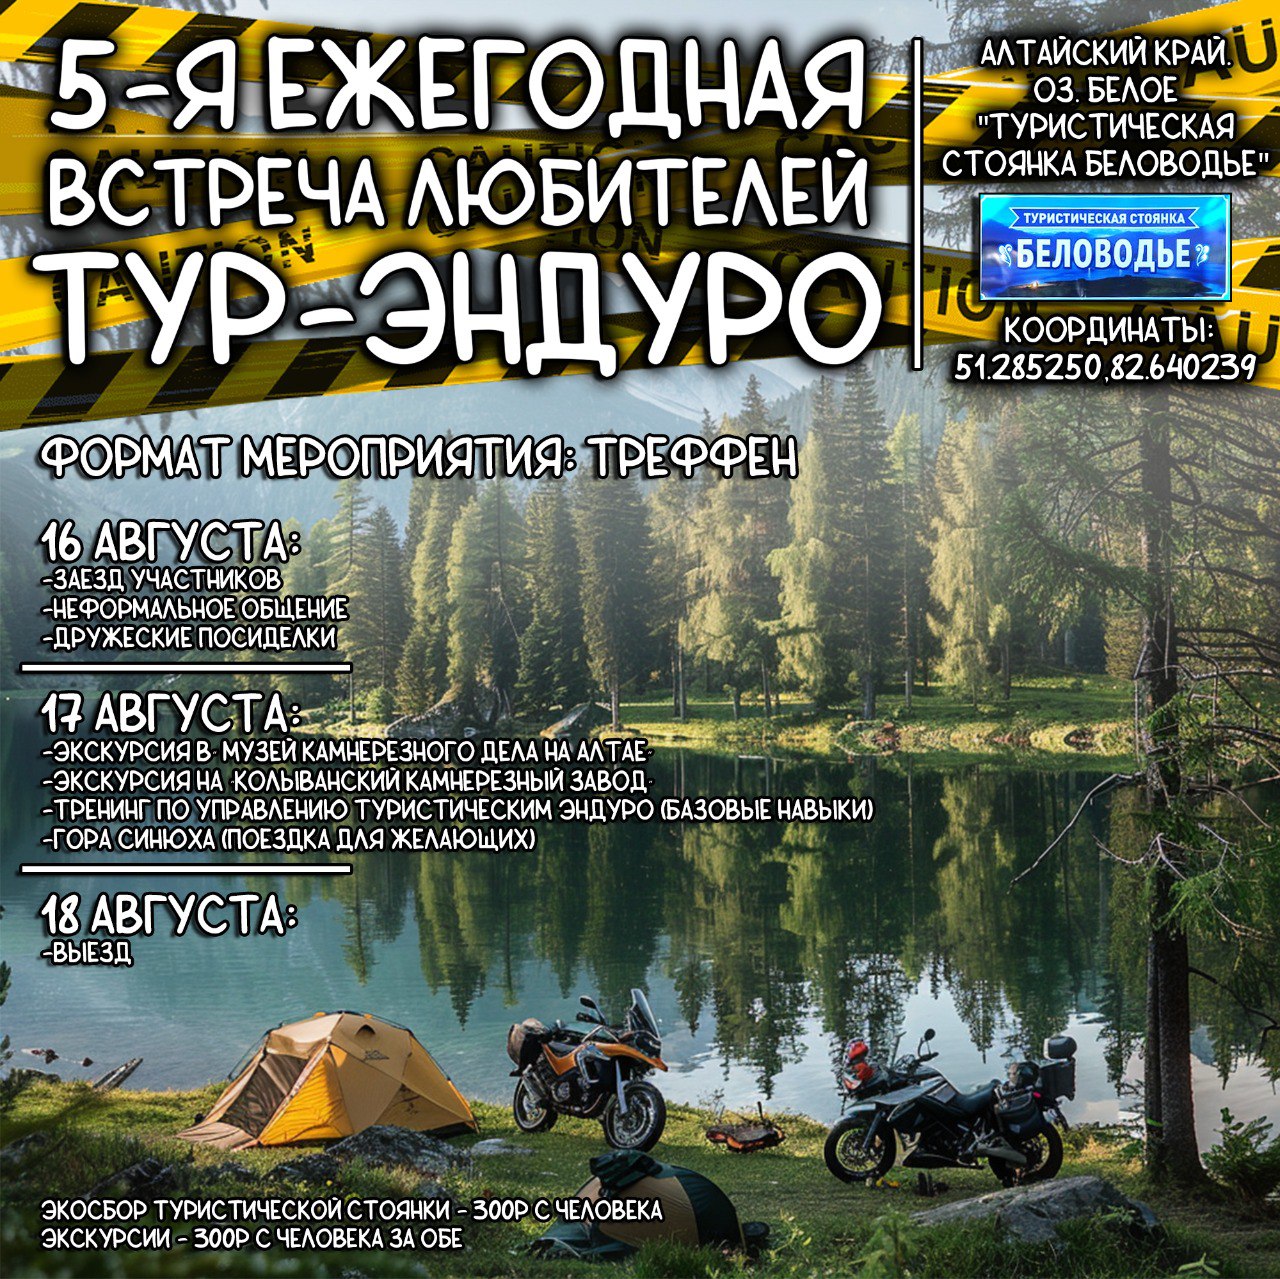 5-Я ЕЖЕГОДНАЯ
ВСТРЕЧА ЛЮБИТЕЛЕЙ
ТУР-ЭНДУРО
АЛТАЙСКИЙ КРАЙ.
ОЗ. БЕЛОЕ
"ТУРИСТИЧЕСКАЯ
СТОЯНКА БЕЛОВОДЬЕ"
ТУРИСТИЧЕСКАЯ СТОЯНКА
БЕЛОВОДЬЕ
КООРДИНАТЫ:
51.285250,82.640239
ФОРМАТ МЕРОПРИЯТИЯ: ТРЕФФЕН
16 АВГУСТА:
-ЗАЕЗД УЧАСТНИКОВ
-НЕФОРМАЛЬНОЕ ОБЩЕНИЕ
-ДРУЖЕСКИЕ ПОСИДЕЛКИ
17 АВГУСТА:
-ЭКСКУРСИЯ В" МУЗЕЙ КАМНЕРЕЗНОГО ДЕЛА НА АЛТАЕ"
-ЭКСКУРСИЯ НА "КОЛЫВАНСКИЙ КАМНЕРЕЗНЫЙ ЗАВОД"
-ТРЕНИНГ ПО УПРАВЛЕНИЮ ТУРИСТИЧЕСКИМ ЭНДУРО (БАЗОВЫЕ НАВЫКИ)
-ГОРА СИНЮХА (ПОЕЗДКА ДЛЯ ЖЕЛАЮЩИХ)
18 АВГУСТА:
-ВЫЕЗД
ЭКОСБОР ТУРИСТИЧЕСКОЙ СТОЯНКИ - 300Р С ЧЕЛОВЕКА
ЭКСКУРСИИ - 300Р С ЧЕЛОВЕКА ЗА ОБЕ